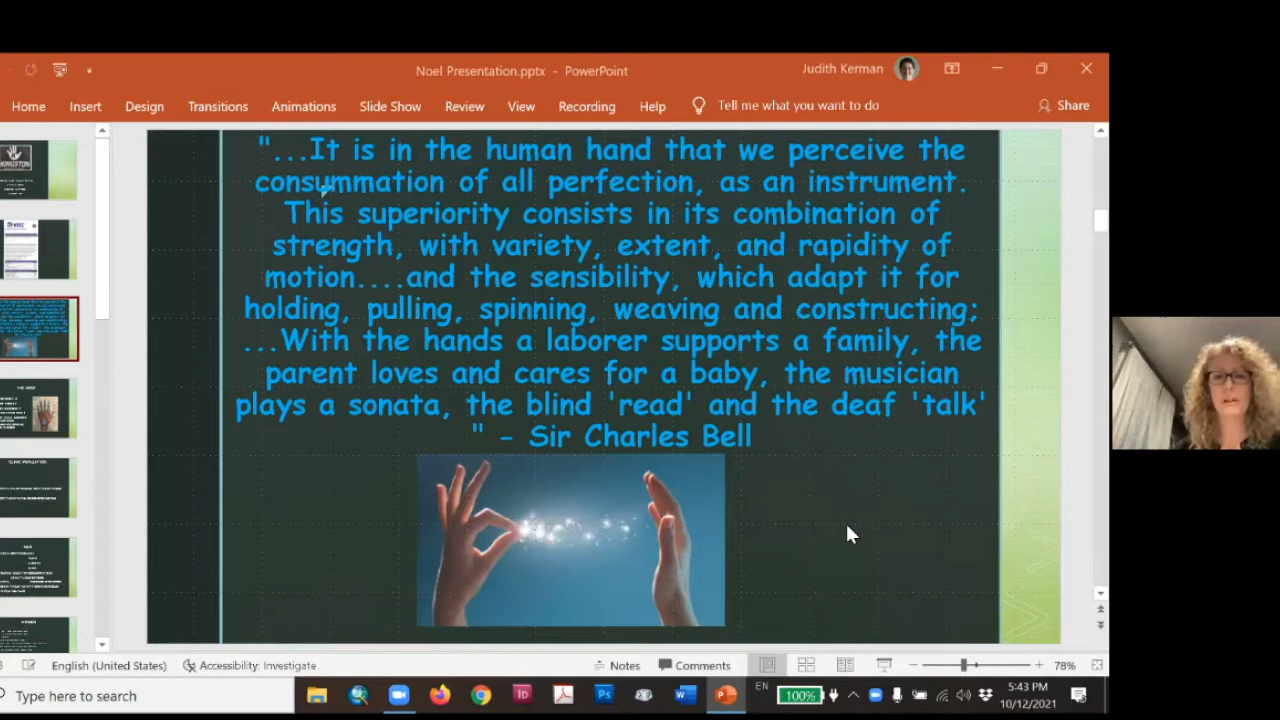 Noel Presentation.pptx - PowerPoint
Judith Kerman
Home Insert Design Transitions Animations Slide Show Review View Recording Help Tell me what you want to do Share
"...It is in the human hand that we perceive the
consummation of all perfection, as an instrument.
This superiority consists in its combination of
strength, with variety, extent, and rapidity of
motion....and the sensibility, which adapt it for
holding, pulling, spinning, weaving and constructing;
...With the hands a laborer supports a family, the
parent loves and cares for a baby, the musician
plays a sonata, the blind 'read' and the deaf 'talk'
" - Sir Charles Bell
KINGSTON
English (United States) Accessibility: Investigate Notes Comments 78%
Type here to search
EN
100%
5:43 PM
10/12/2021